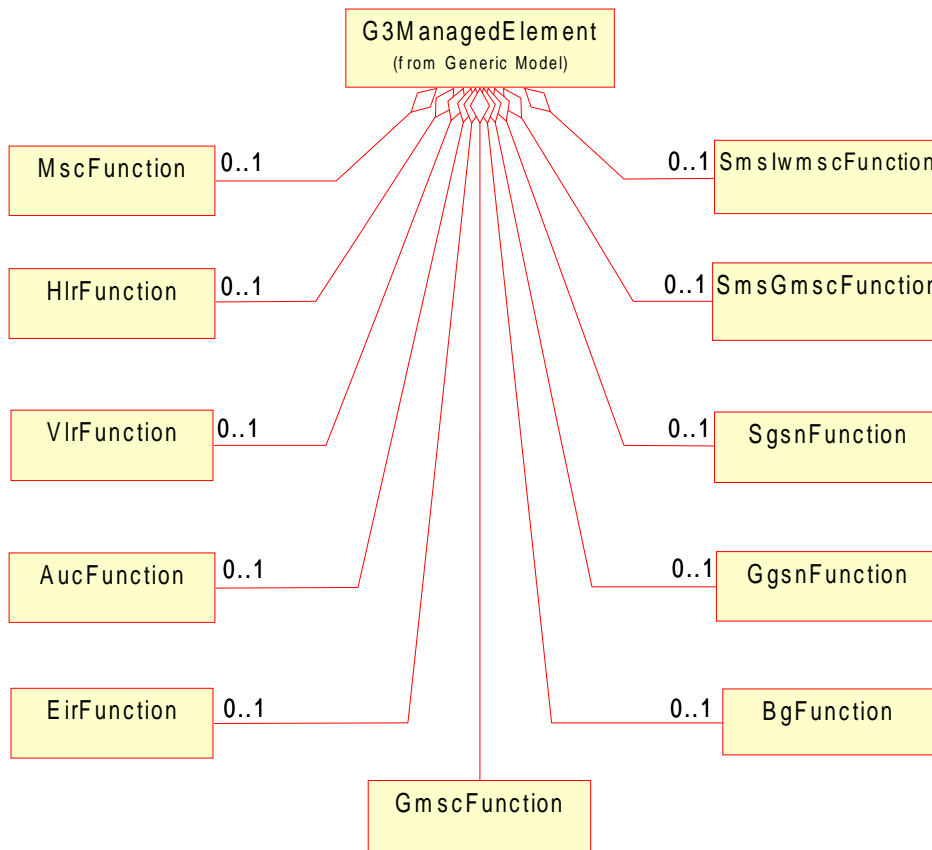 G3ManagedElement
(from Generic Model)
MscFunction
0..1
0..1
SmsIwmscFunction
HlrFunction
0..1
0..1
SmsGmscFunction
VlrFunction
0..1
0..1
SgsnFunction
AucFunction
0..1
0..1
GgsnFunction
EirFunction
0..1
0..1
BgFunction
GmscFunction